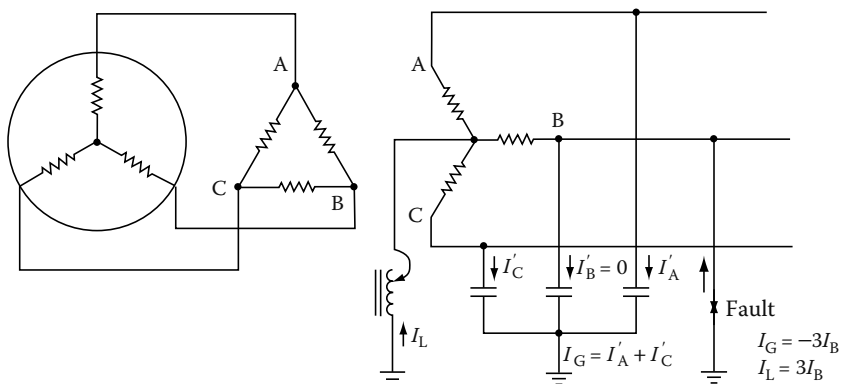 A
C
B
A
B
C
I'C
I'B = 0
I'A
Fault
IL
IG = I'A + I'C
IG = −3IB
IL = 3IB